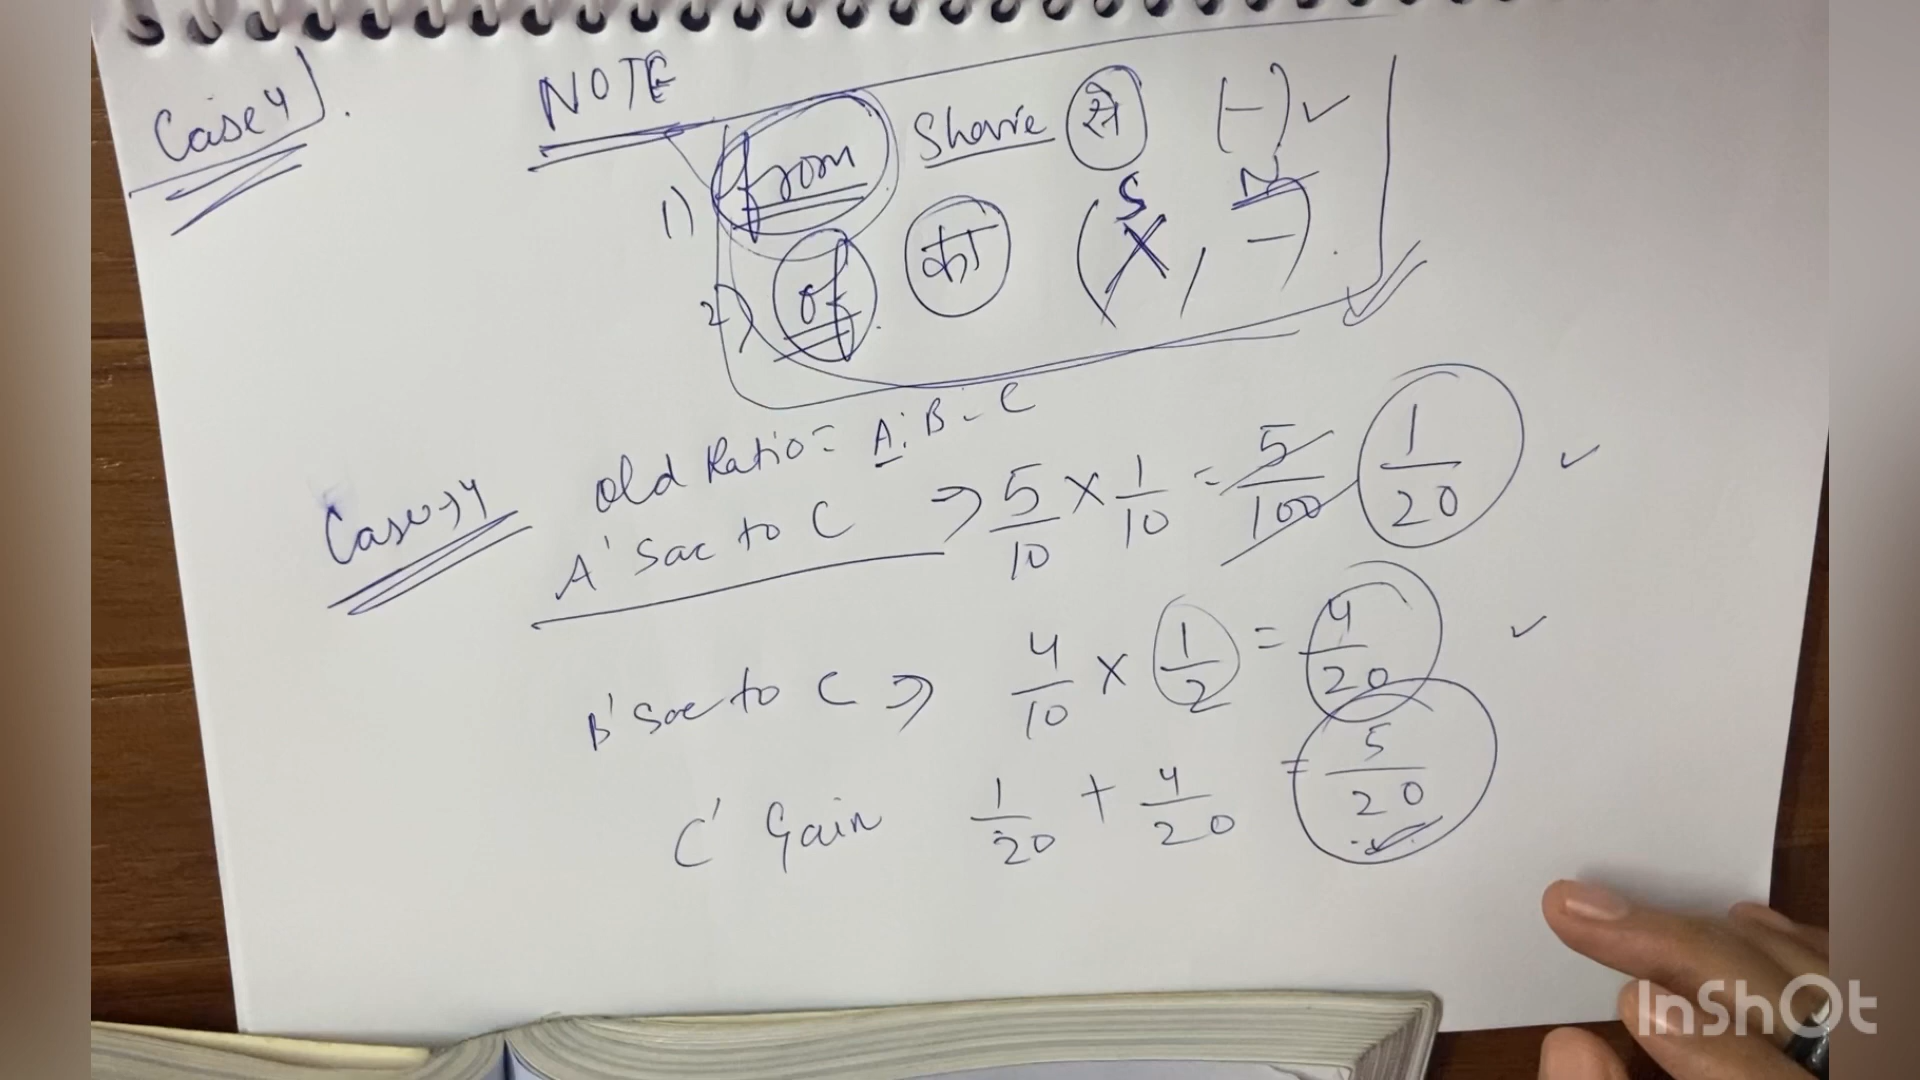 Case 4
NOTE
1) from Share से (-) ✓
S N
2) of का (X, -)
Case → 4 Old Ratio = A : B - C
A' Sac to C ⇒ 5/10 × 1/10 = 5/100 1/20 ✓
B' Sac to C ⇒ 4/10 × 1/2 = 4/20 ✓
C' Gain 1/20 + 4/20 = 5/20
InShOt